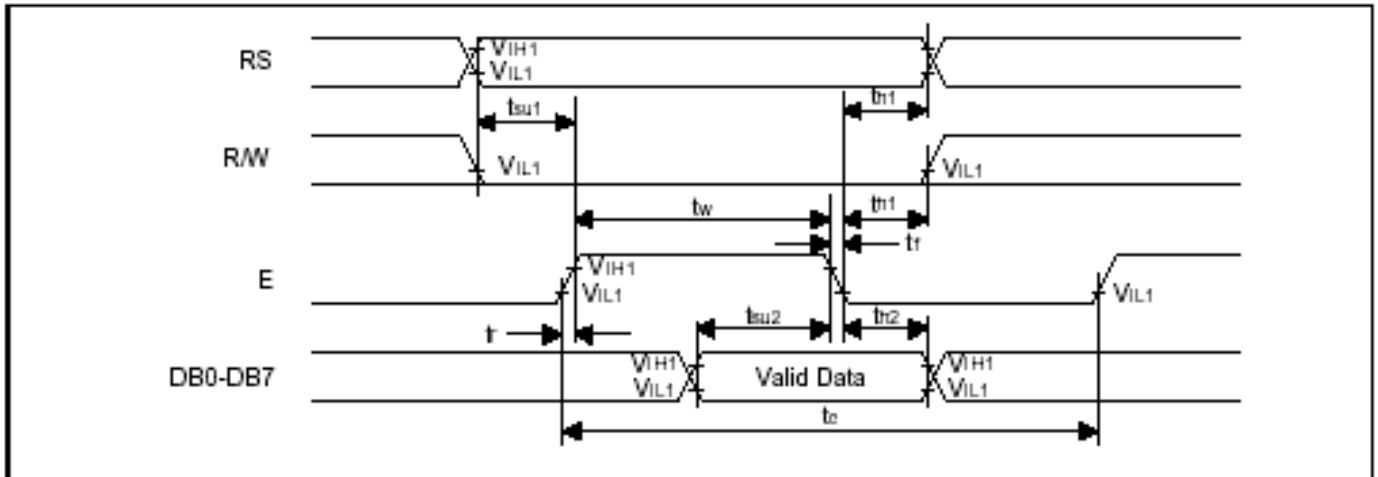 RS
VIH1
VIL1
tsu1
th1
R/W
VIL1
VIL1
tw
th1
tf
E
VIH1
VIL1
VIL1
tr
tsu2
th2
DB0-DB7
VIH1
VIL1
Valid Data
VIH1
VIL1
tc